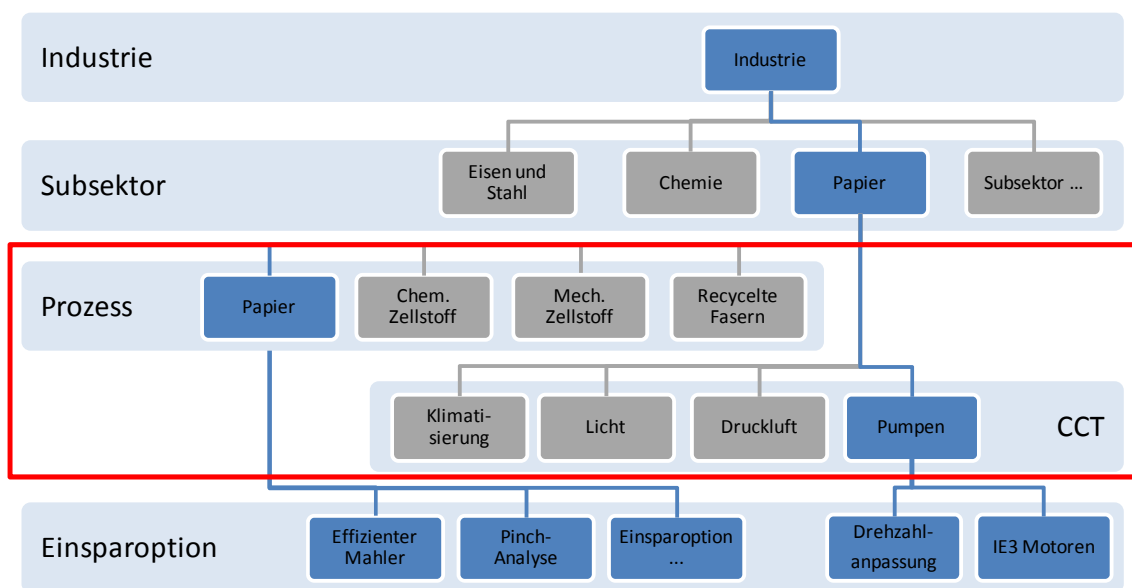 Industrie
Industrie
Subsektor
Eisen und
Stahl
Chemie
Papier
Subsektor ...
Prozess
Papier
Chem.
Zellstoff
Mech.
Zellstoff
Recycelte
Fasern
Klimati-
sierung
Licht
Druckluft
Pumpen
CCT
Einsparoption
Effizienter
Mahler
Pinch-
Analyse
Einsparoption
...
Drehzahl-
anpassung
IE3 Motoren